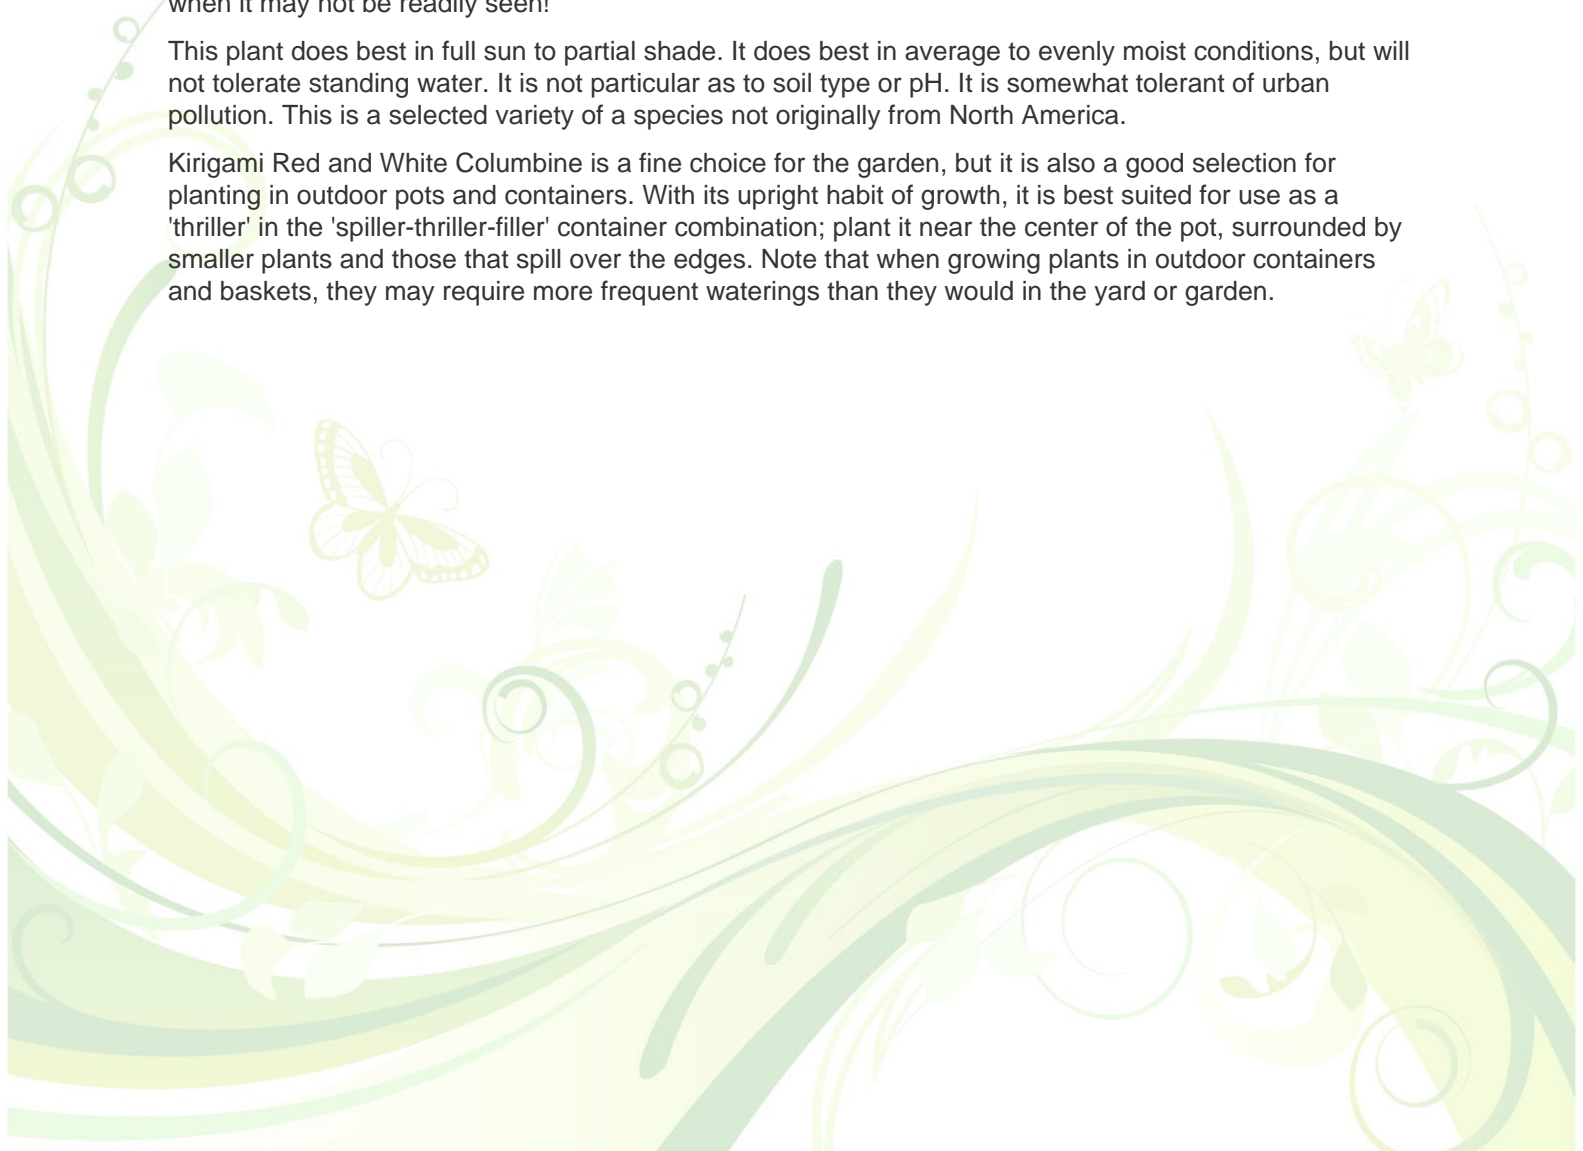 when it may not be readily seen!
This plant does best in full sun to partial shade. It does best in average to evenly moist conditions, but will
not tolerate standing water. It is not particular as to soil type or pH. It is somewhat tolerant of urban
pollution. This is a selected variety of a species not originally from North America.
Kirigami Red and White Columbine is a fine choice for the garden, but it is also a good selection for
planting in outdoor pots and containers. With its upright habit of growth, it is best suited for use as a
'thriller' in the 'spiller-thriller-filler' container combination; plant it near the center of the pot, surrounded by
smaller plants and those that spill over the edges. Note that when growing plants in outdoor containers
and baskets, they may require more frequent waterings than they would in the yard or garden.